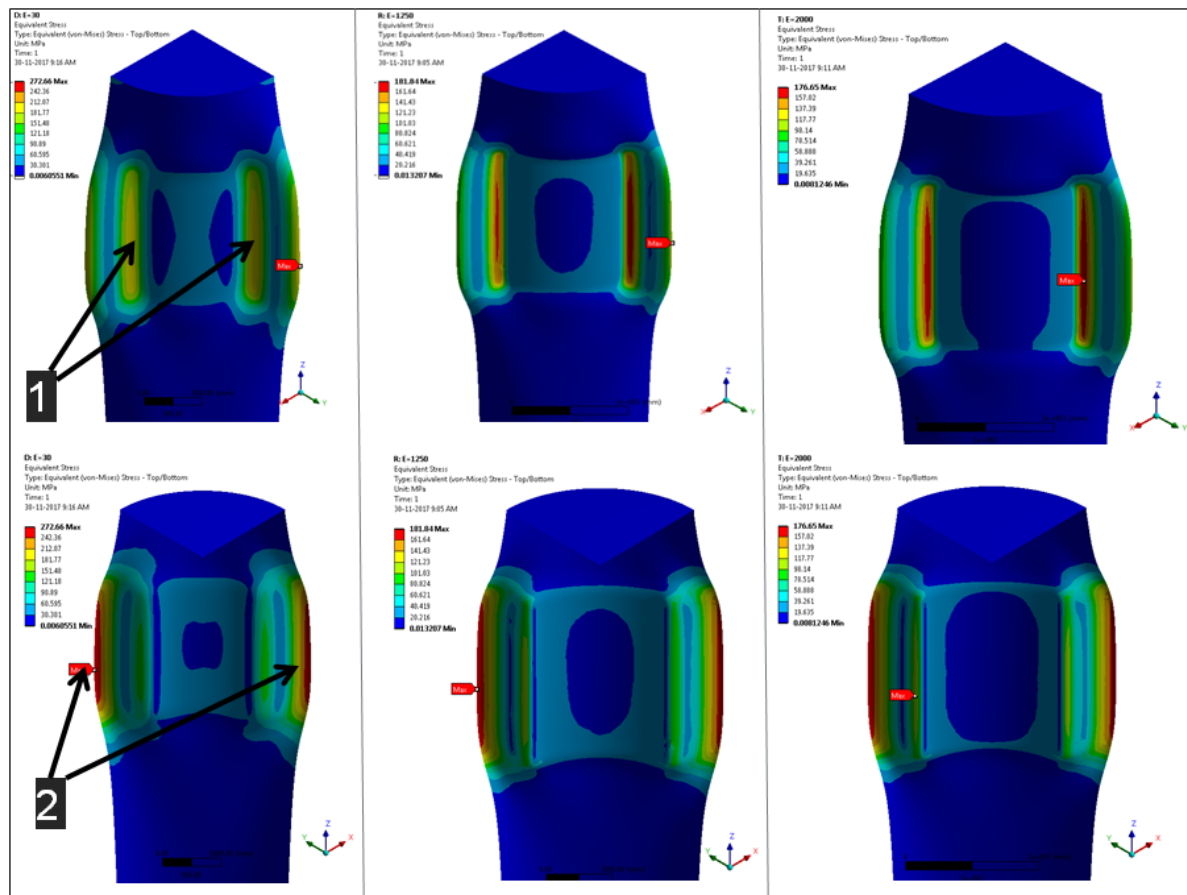 D: E=30
Equivalent Stress
Type: Equivalent (von-Mises) Stress - Top/Bottom
Unit: MPa
Time: 1
30-11-2017 9:16 AM
272.66 Max
242.36
212.07
181.77
151.48
121.18
90.89
60.595
30.301
0.0060551 Min
Max
1
Z
Y
R: E=1250
Equivalent Stress
Type: Equivalent (von-Mises) Stress - Top/Bottom
Unit: MPa
Time: 1
30-11-2017 9:05 AM
181.84 Max
161.64
141.43
121.23
101.03
80.824
60.621
40.419
20.216
0.013207 Min
Max
Z
X
Y
T: E=2000
Equivalent Stress
Type: Equivalent (von-Mises) Stress - Top/Bottom
Unit: MPa
Time: 1
30-11-2017 9:11 AM
176.65 Max
157.02
137.39
117.77
98.14
78.514
58.888
39.261
19.635
0.0081246 Min
Max
Z
X
Y
D: E=30
Equivalent Stress
Type: Equivalent (von-Mises) Stress - Top/Bottom
Unit: MPa
Time: 1
30-11-2017 9:16 AM
272.66 Max
242.36
212.07
181.77
151.48
121.18
90.89
60.595
30.301
0.0060551 Min
2
Z
Y
X
R: E=1250
Equivalent Stress
Type: Equivalent (von-Mises) Stress - Top/Bottom
Unit: MPa
Time: 1
30-11-2017 9:05 AM
181.84 Max
161.64
141.43
121.23
101.03
80.824
60.621
40.419
20.216
0.013207 Min
Max
Z
Y
X
T: E=2000
Equivalent Stress
Type: Equivalent (von-Mises) Stress - Top/Bottom
Unit: MPa
Time: 1
30-11-2017 9:11 AM
176.65 Max
157.02
137.39
117.77
98.14
78.514
58.888
39.261
19.635
0.0081246 Min
Max
Z
Y
X